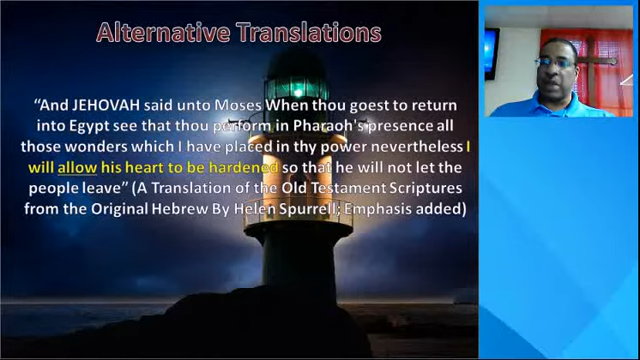 Alternative Translations
“And JEHOVAH said unto Moses When thou goest to return
into Egypt see that thou perform in Pharaoh's presence all
those wonders which I have placed in thy power nevertheless I
will allow his heart to be hardened so that he will not let the
people leave” (A Translation of the Old Testament Scriptures
from the Original Hebrew By Helen Spurrell; Emphasis added)